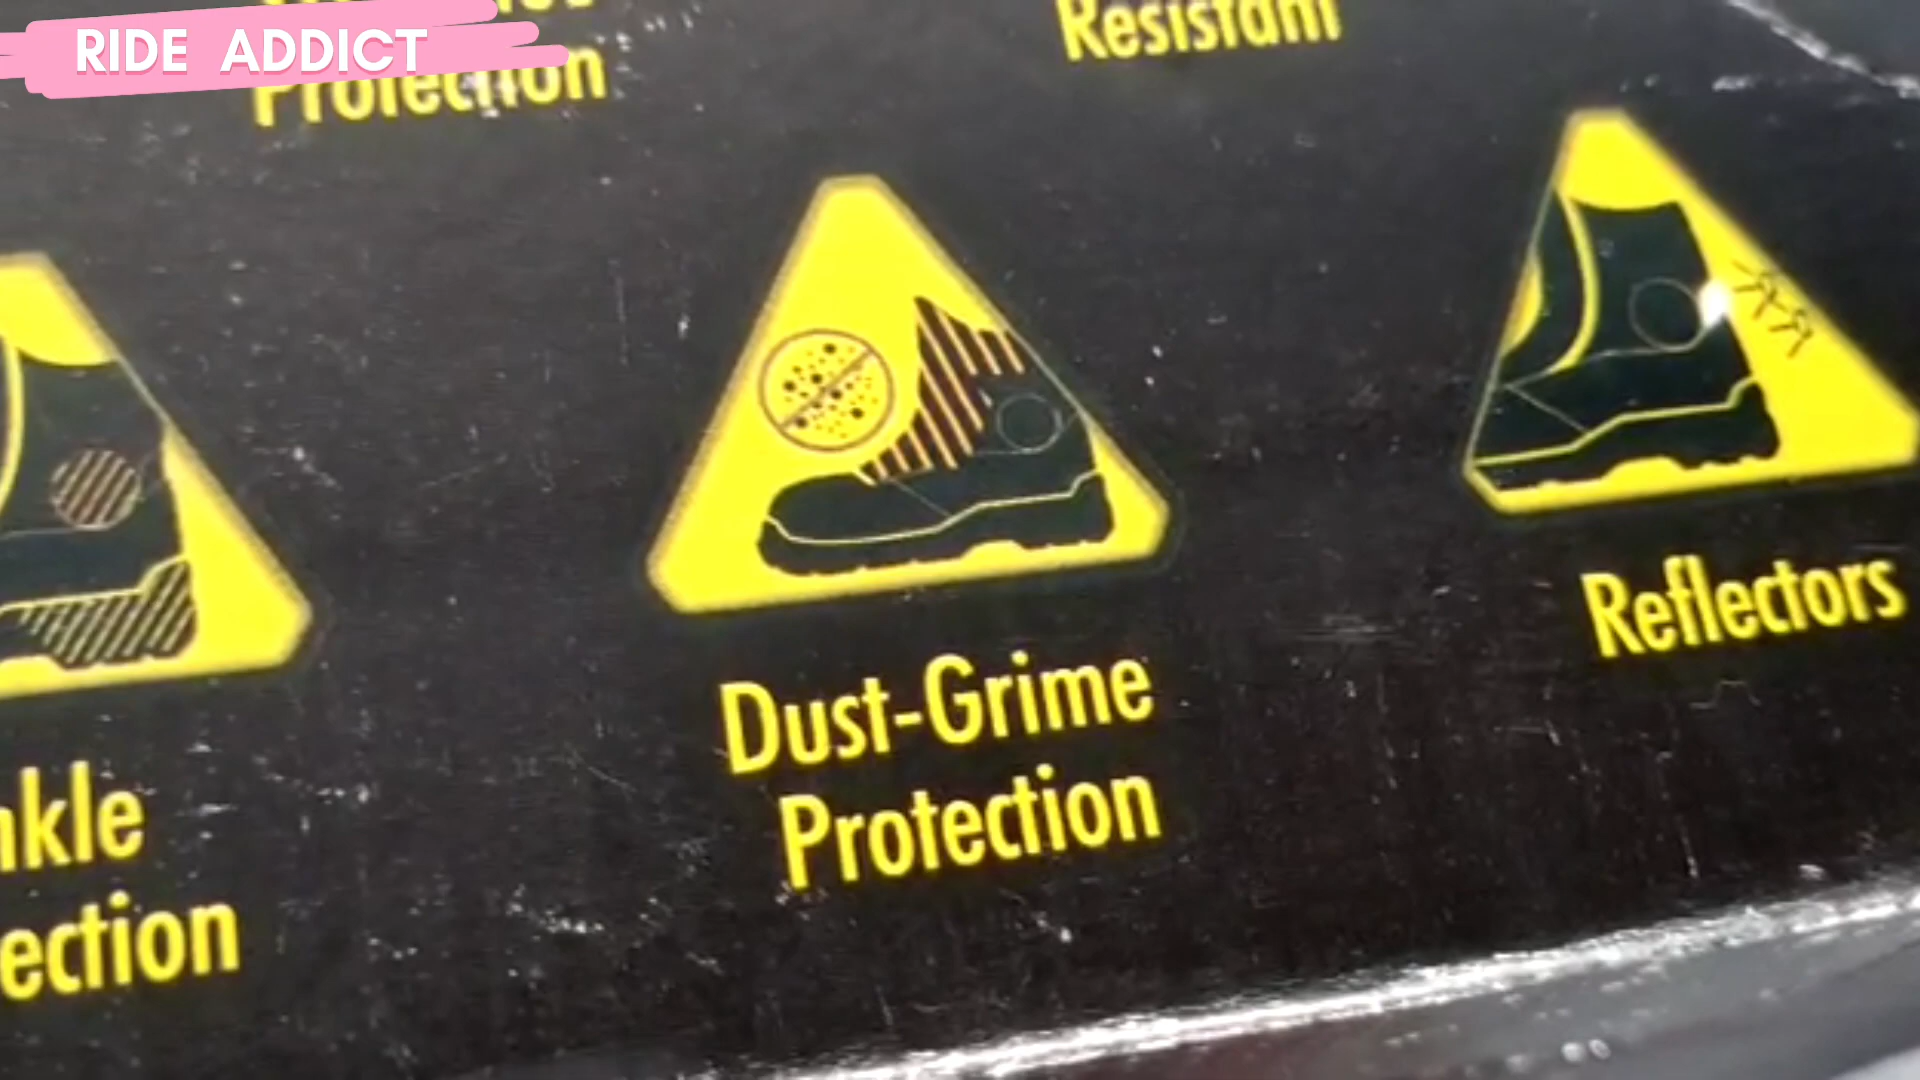 RIDE ADDICT
Protection
Resistant
Dust-Grime
Protection
Reflectors
nkle
ection